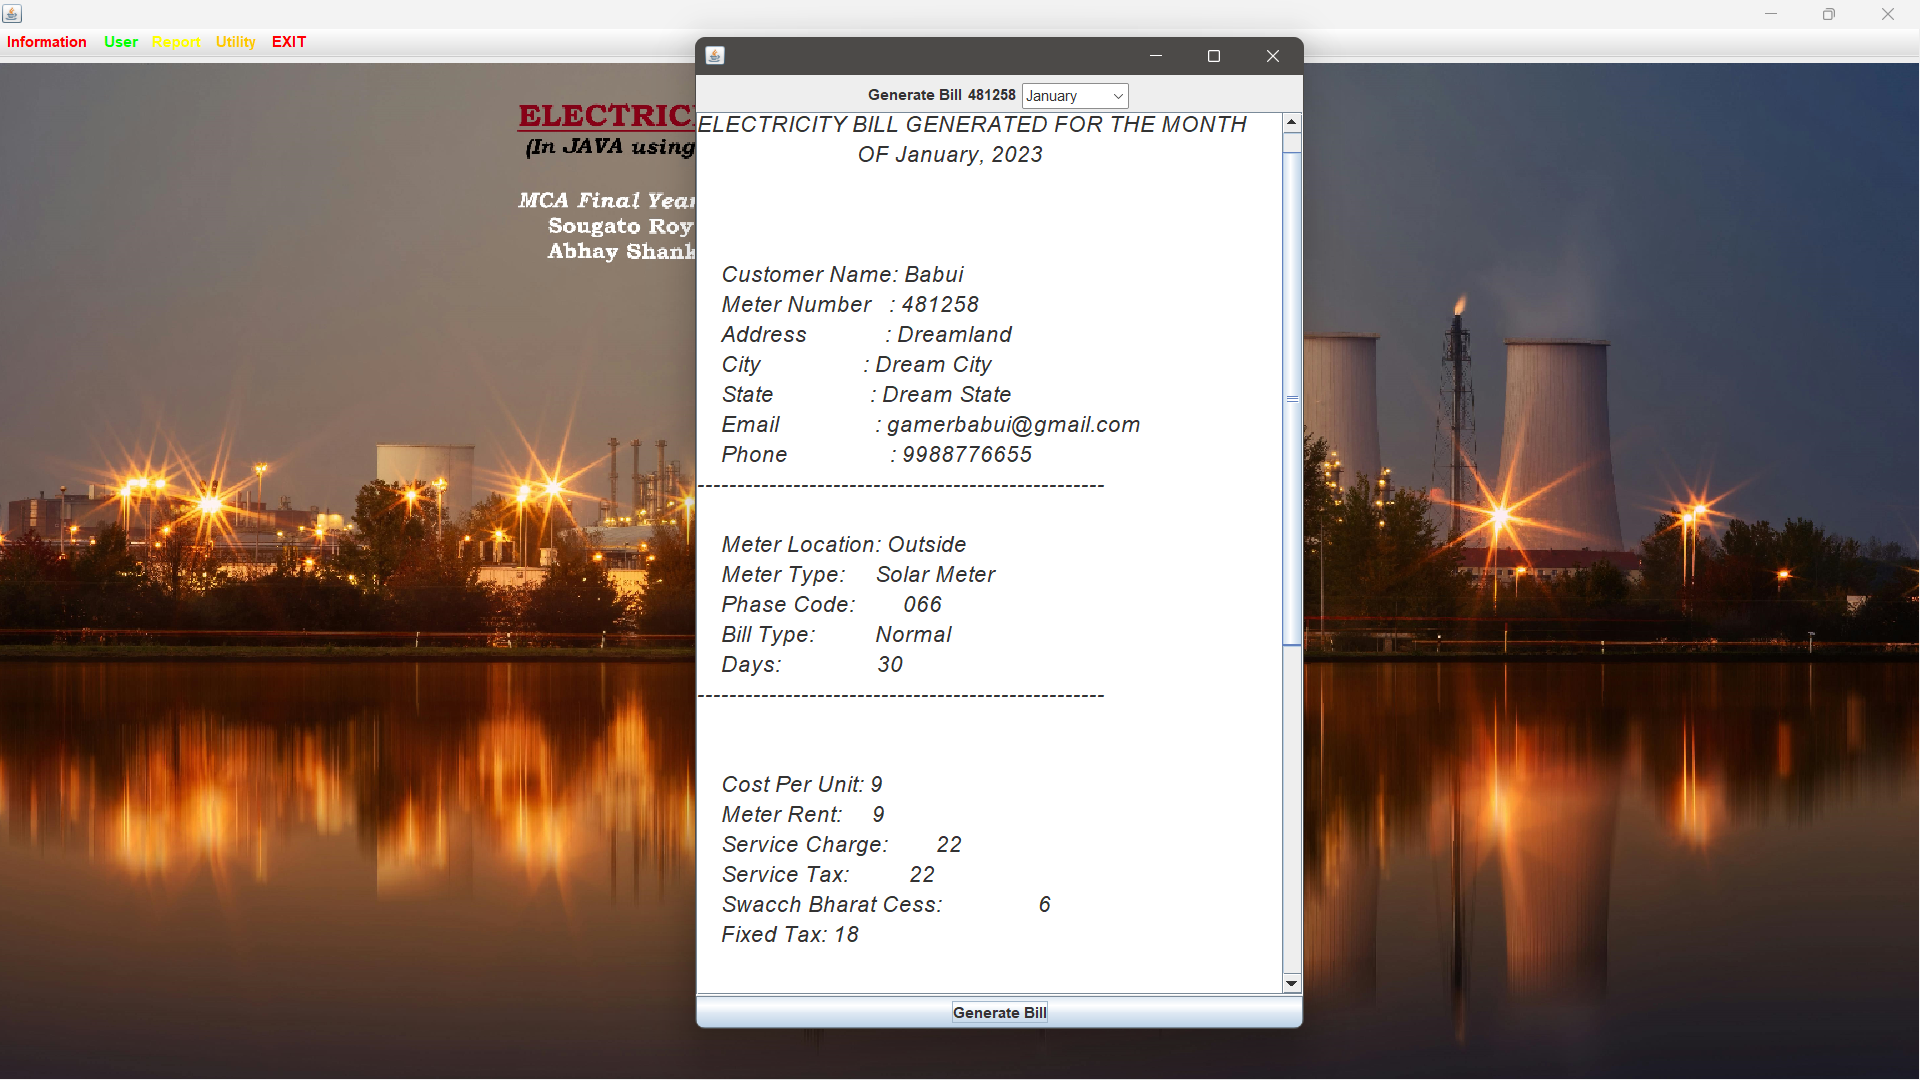 Information User Report Utility EXIT
ELECTRIC
(In JAVA using
MCA Final Year
Sougato Roy
Abhay Shank
Generate Bill 481258 January
ELECTRICITY BILL GENERATED FOR THE MONTH
OF January, 2023
Customer Name: Babui
Meter Number : 481258
Address : Dreamland
City : Dream City
State : Dream State
Email : gamerbabui@gmail.com
Phone : 9988776655
---------------------------------------------------
Meter Location: Outside
Meter Type: Solar Meter
Phase Code: 066
Bill Type: Normal
Days: 30
---------------------------------------------------
Cost Per Unit: 9
Meter Rent: 9
Service Charge: 22
Service Tax: 22
Swacch Bharat Cess: 6
Fixed Tax: 18
Generate Bill